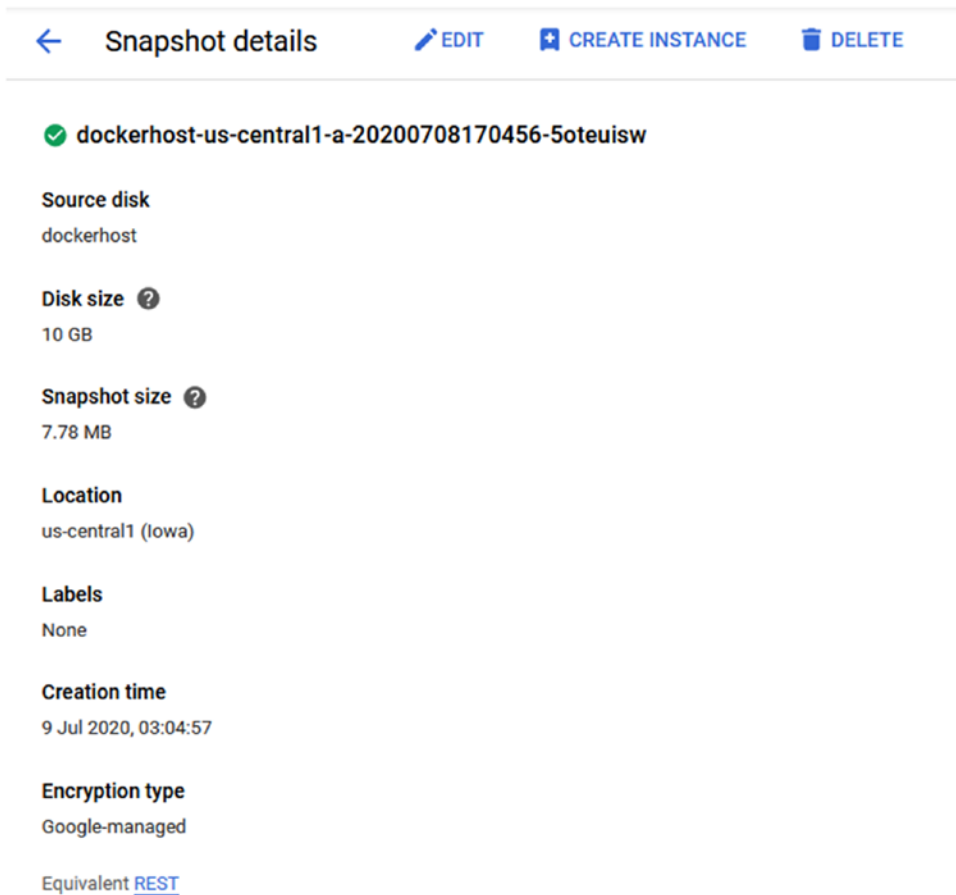 Snapshot details EDIT CREATE INSTANCE DELETE
dockerhost-us-central1-a-20200708170456-5oteuisw
Source disk
dockerhost
Disk size ?
10 GB
Snapshot size ?
7.78 MB
Location
us-central1 (Iowa)
Labels
None
Creation time
9 Jul 2020, 03:04:57
Encryption type
Google-managed
Equivalent REST